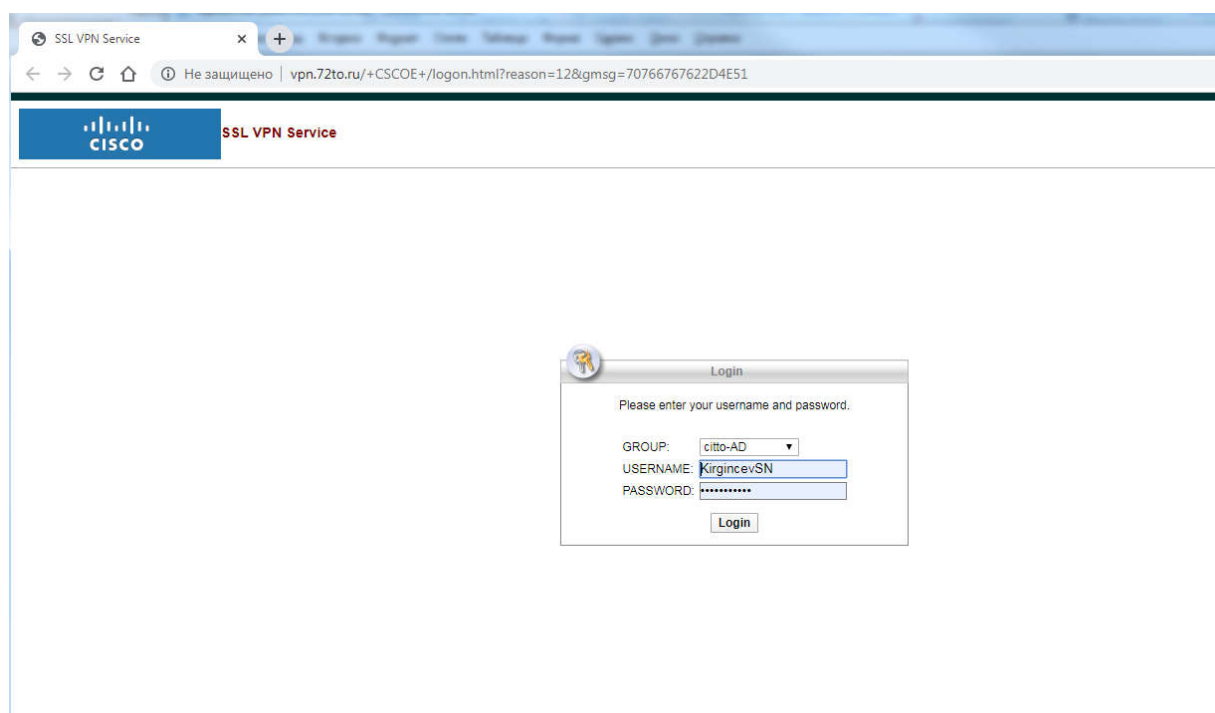 SSL VPN Service
Не защищено | vpn.72to.ru/+CSCOE+/logon.html?reason=12&gmsg=70766767622D4E51
CISCO
SSL VPN Service
Login
Please enter your username and password.
GROUP: citto-AD
USERNAME: KirgincevSN
PASSWORD: •••••••••••
Login